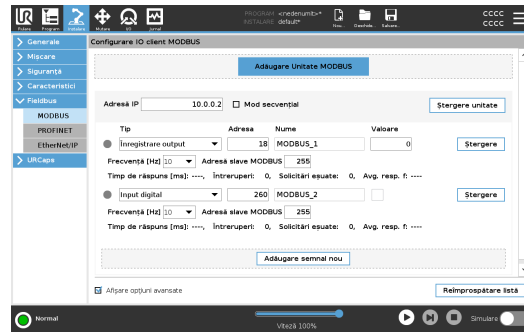 PROGRAM <nedenumit>*
INSTALARE default*
CCCC
CCCC
Rulare Program Instalare Mutare I/O Jurnal Nou... Deschide... Salvare...
Generale
Mișcare
Siguranță
Caracteristici
Fieldbus
MODBUS
PROFINET
EtherNet/IP
URCaps
Configurare IO client MODBUS
Adăugare Unitate MODBUS
Adresă IP 10.0.0.2 Mod secvențial Ștergere unitate
Tip Adresa Nume Valoare
Înregistrare output 18 MODBUS_1 0 Ștergere
Frecvență [Hz] 10 Adresă slave MODBUS 255
Timp de răspuns [ms]: ----, Întreruperi: 0, Solicitări eșuate: 0, Avg. resp. f: ----
Input digital 260 MODBUS_2 Ștergere
Frecvență [Hz] 10 Adresă slave MODBUS 255
Timp de răspuns [ms]: ----, Întreruperi: 0, Solicitări eșuate: 0, Avg. resp. f: ----
Adăugare semnal nou
Afișare opțiuni avansate
Reîmprospătare listă
Normal
Viteză 100%
Simulare